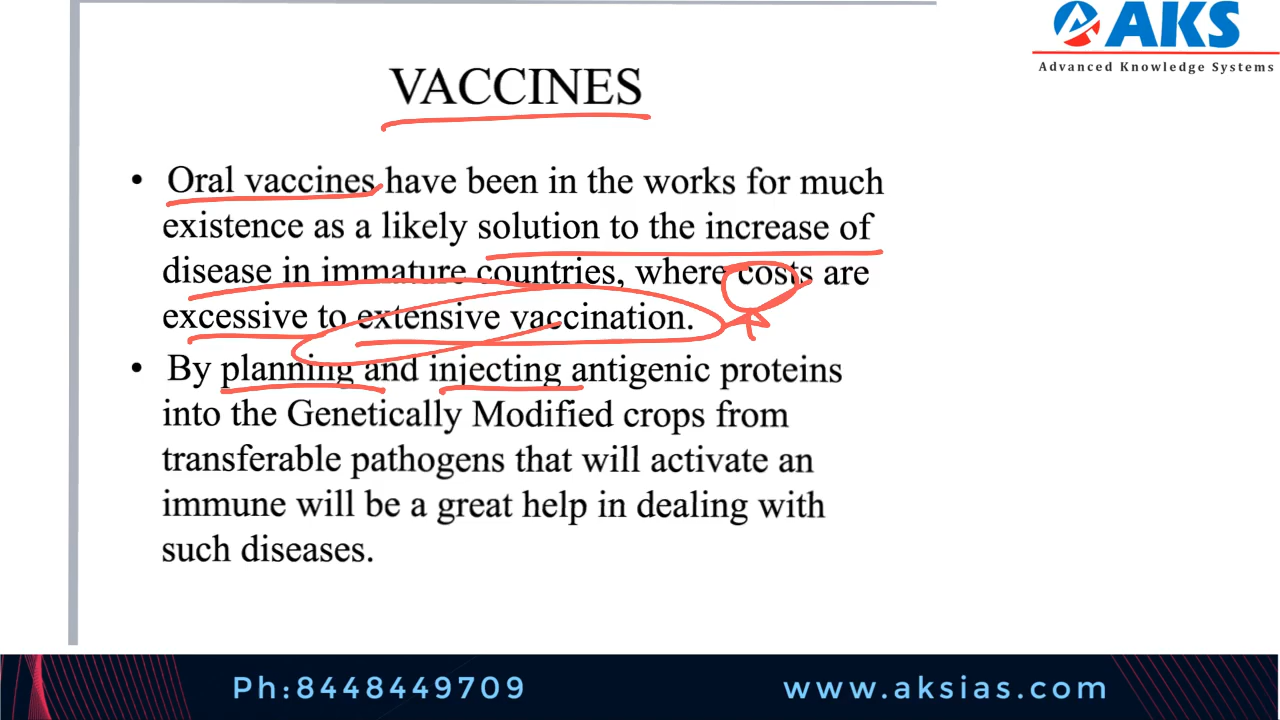 AKS
Advanced Knowledge Systems
VACCINES
• Oral vaccines have been in the works for much
existence as a likely solution to the increase of
disease in immature countries, where costs are
excessive to extensive vaccination.
• By planning and injecting antigenic proteins
into the Genetically Modified crops from
transferable pathogens that will activate an
immune will be a great help in dealing with
such diseases.
Ph:8448449709
www.aksias.com